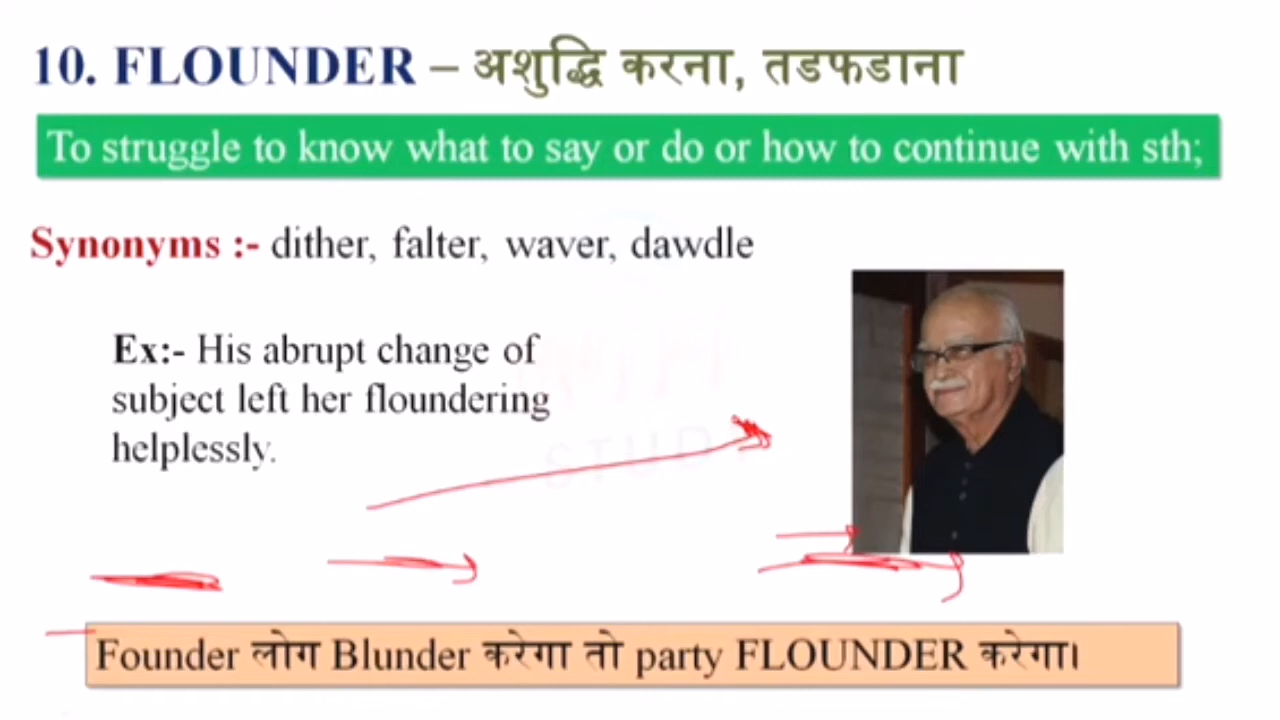 10. FLOUNDER – अशुद्धि करना, तडफडाना
To struggle to know what to say or do or how to continue with sth;
Synonyms :- dither, falter, waver, dawdle
Ex:- His abrupt change of
subject left her floundering
helplessly.
STUDY
Founder लोग Blunder करेगा तो party FLOUNDER करेगा।